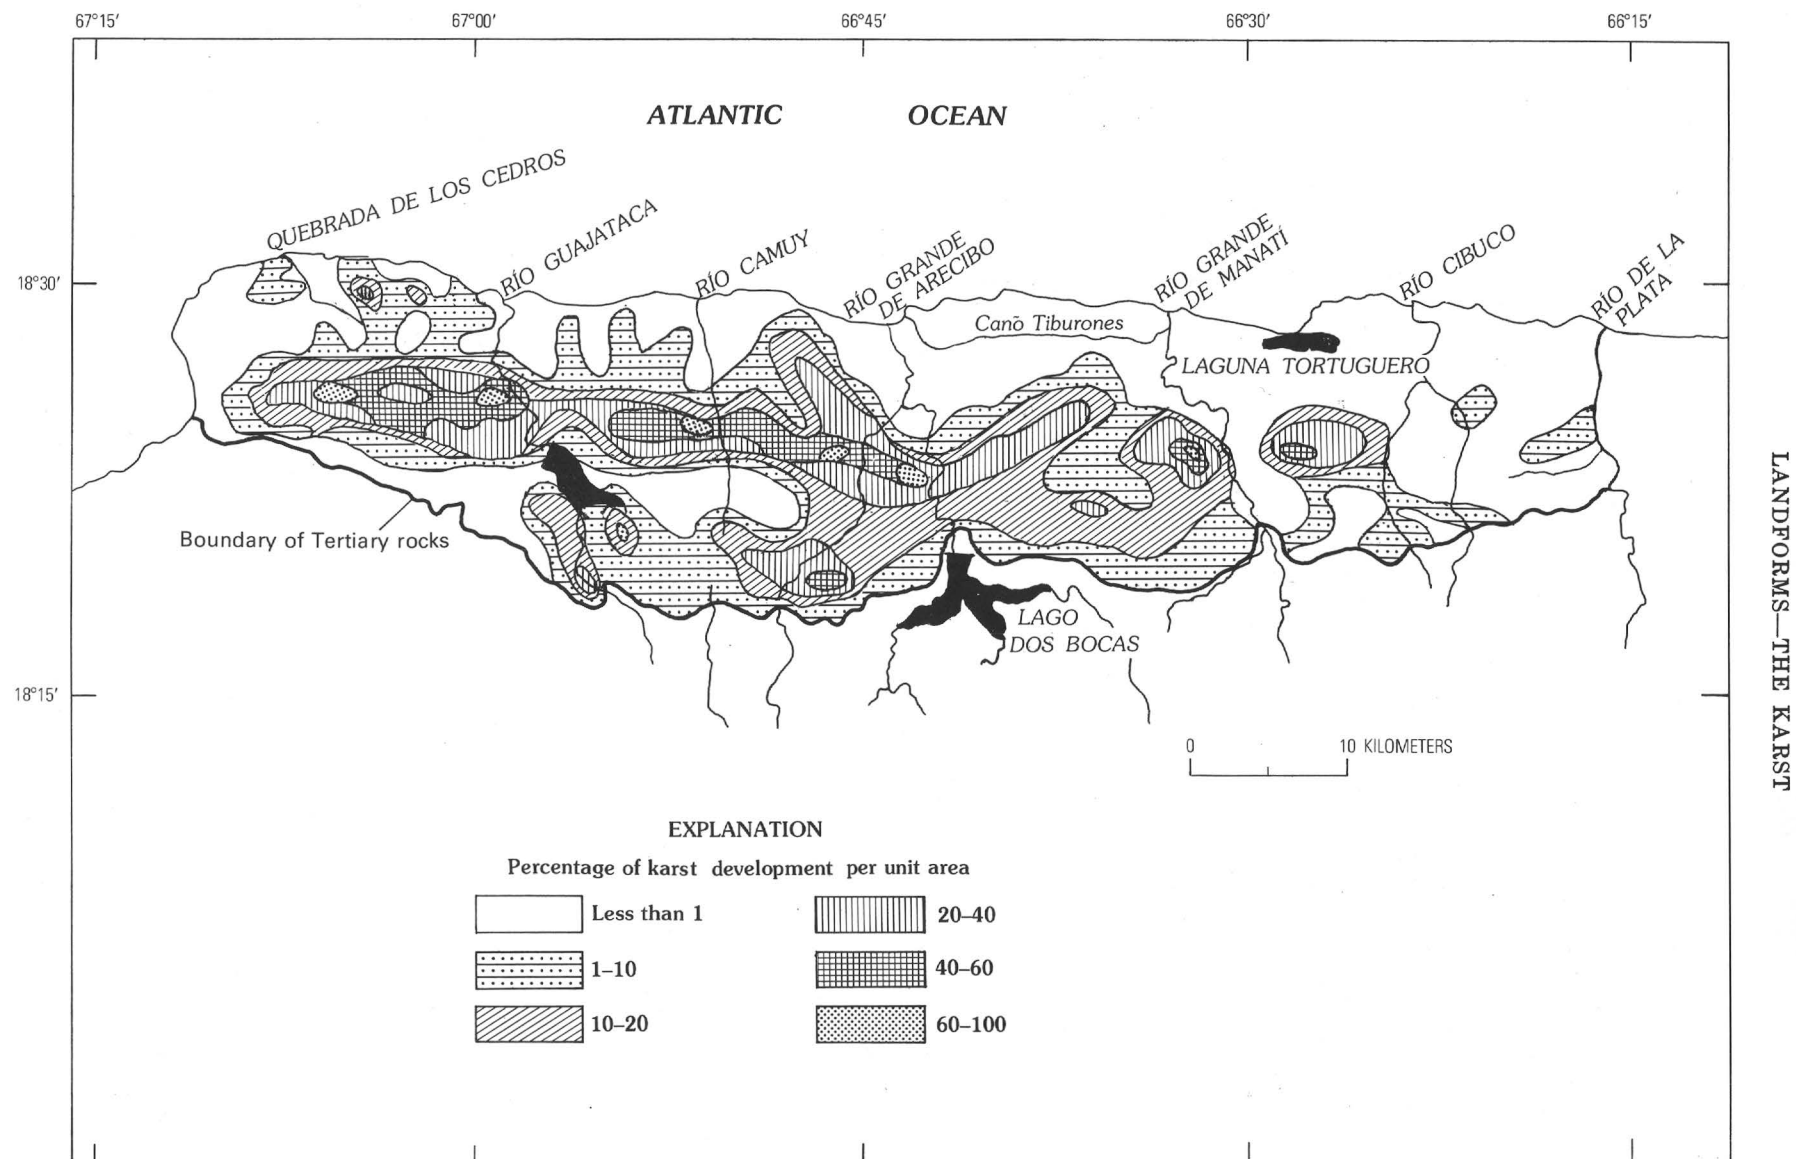 67°15′
67°00′
66°45′
66°30′
66°15′
ATLANTIC OCEAN
QUEBRADA DE LOS CEDROS
RÍO GUAJATACA
RÍO CAMUY
RÍO GRANDE
DE ARECIBO
RÍO GRANDE
DE MANATÍ
RÍO CIBUCO
RÍO DE LA
PLATA
18°30′
Canõ Tiburones
LAGUNA TORTUGUERO
Boundary of Tertiary rocks
LAGO
DOS BOCAS
18°15′
0 10 KILOMETERS
EXPLANATION
Percentage of karst development per unit area
Less than 1
1–10
10–20
20–40
40–60
60–100
LANDFORMS—THE KARST